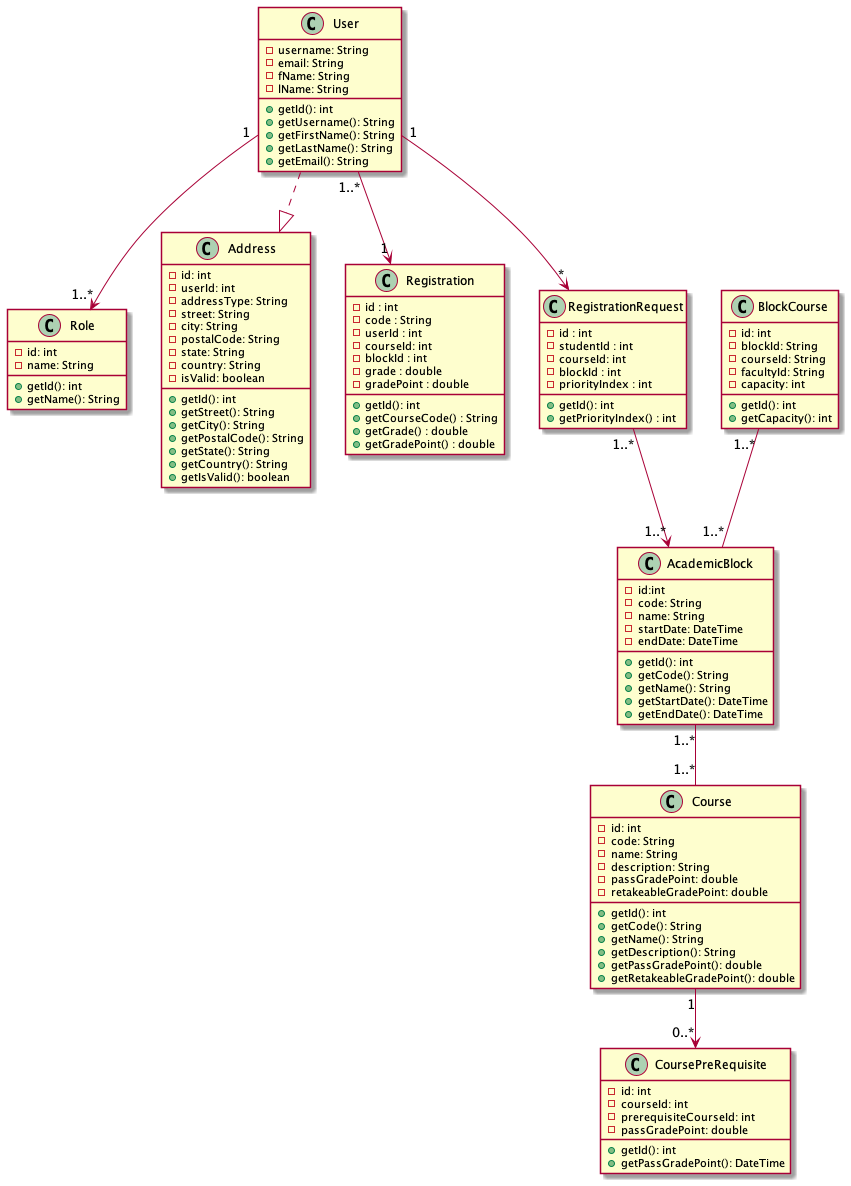 C User
username: String
email: String
fName: String
lName: String
getId(): int
getUsername(): String
getFirstName(): String
getLastName(): String
getEmail(): String
1
1
1..*
1..*
1
*
C Role
id: int
name: String
getId(): int
getName(): String
C Address
id: int
userId: int
addressType: String
street: String
city: String
postalCode: String
state: String
country: String
isValid: boolean
getId(): int
getStreet(): String
getCity(): String
getPostalCode(): String
getState(): String
getCountry(): String
getIsValid(): boolean
C Registration
id : int
code : String
userId : int
courseId: int
blockId : int
grade : double
gradePoint : double
getId(): int
getCourseCode() : String
getGrade() : double
getGradePoint() : double
C RegistrationRequest
id : int
studentId : int
courseId: int
blockId : int
priorityIndex : int
getId(): int
getPriorityIndex() : int
C BlockCourse
id: int
blockId: String
courseId: String
facultyId: String
capacity: int
getId(): int
getCapacity(): int
1..*
1..*
1..*
1..*
C AcademicBlock
id:int
code: String
name: String
startDate: DateTime
endDate: DateTime
getId(): int
getCode(): String
getName(): String
getStartDate(): DateTime
getEndDate(): DateTime
1..*
1..*
C Course
id: int
code: String
name: String
description: String
passGradePoint: double
retakeableGradePoint: double
getId(): int
getCode(): String
getName(): String
getDescription(): String
getPassGradePoint(): double
getRetakeableGradePoint(): double
1
0..*
C CoursePreRequisite
id: int
courseId: int
prerequisiteCourseId: int
passGradePoint: double
getId(): int
getPassGradePoint(): DateTime